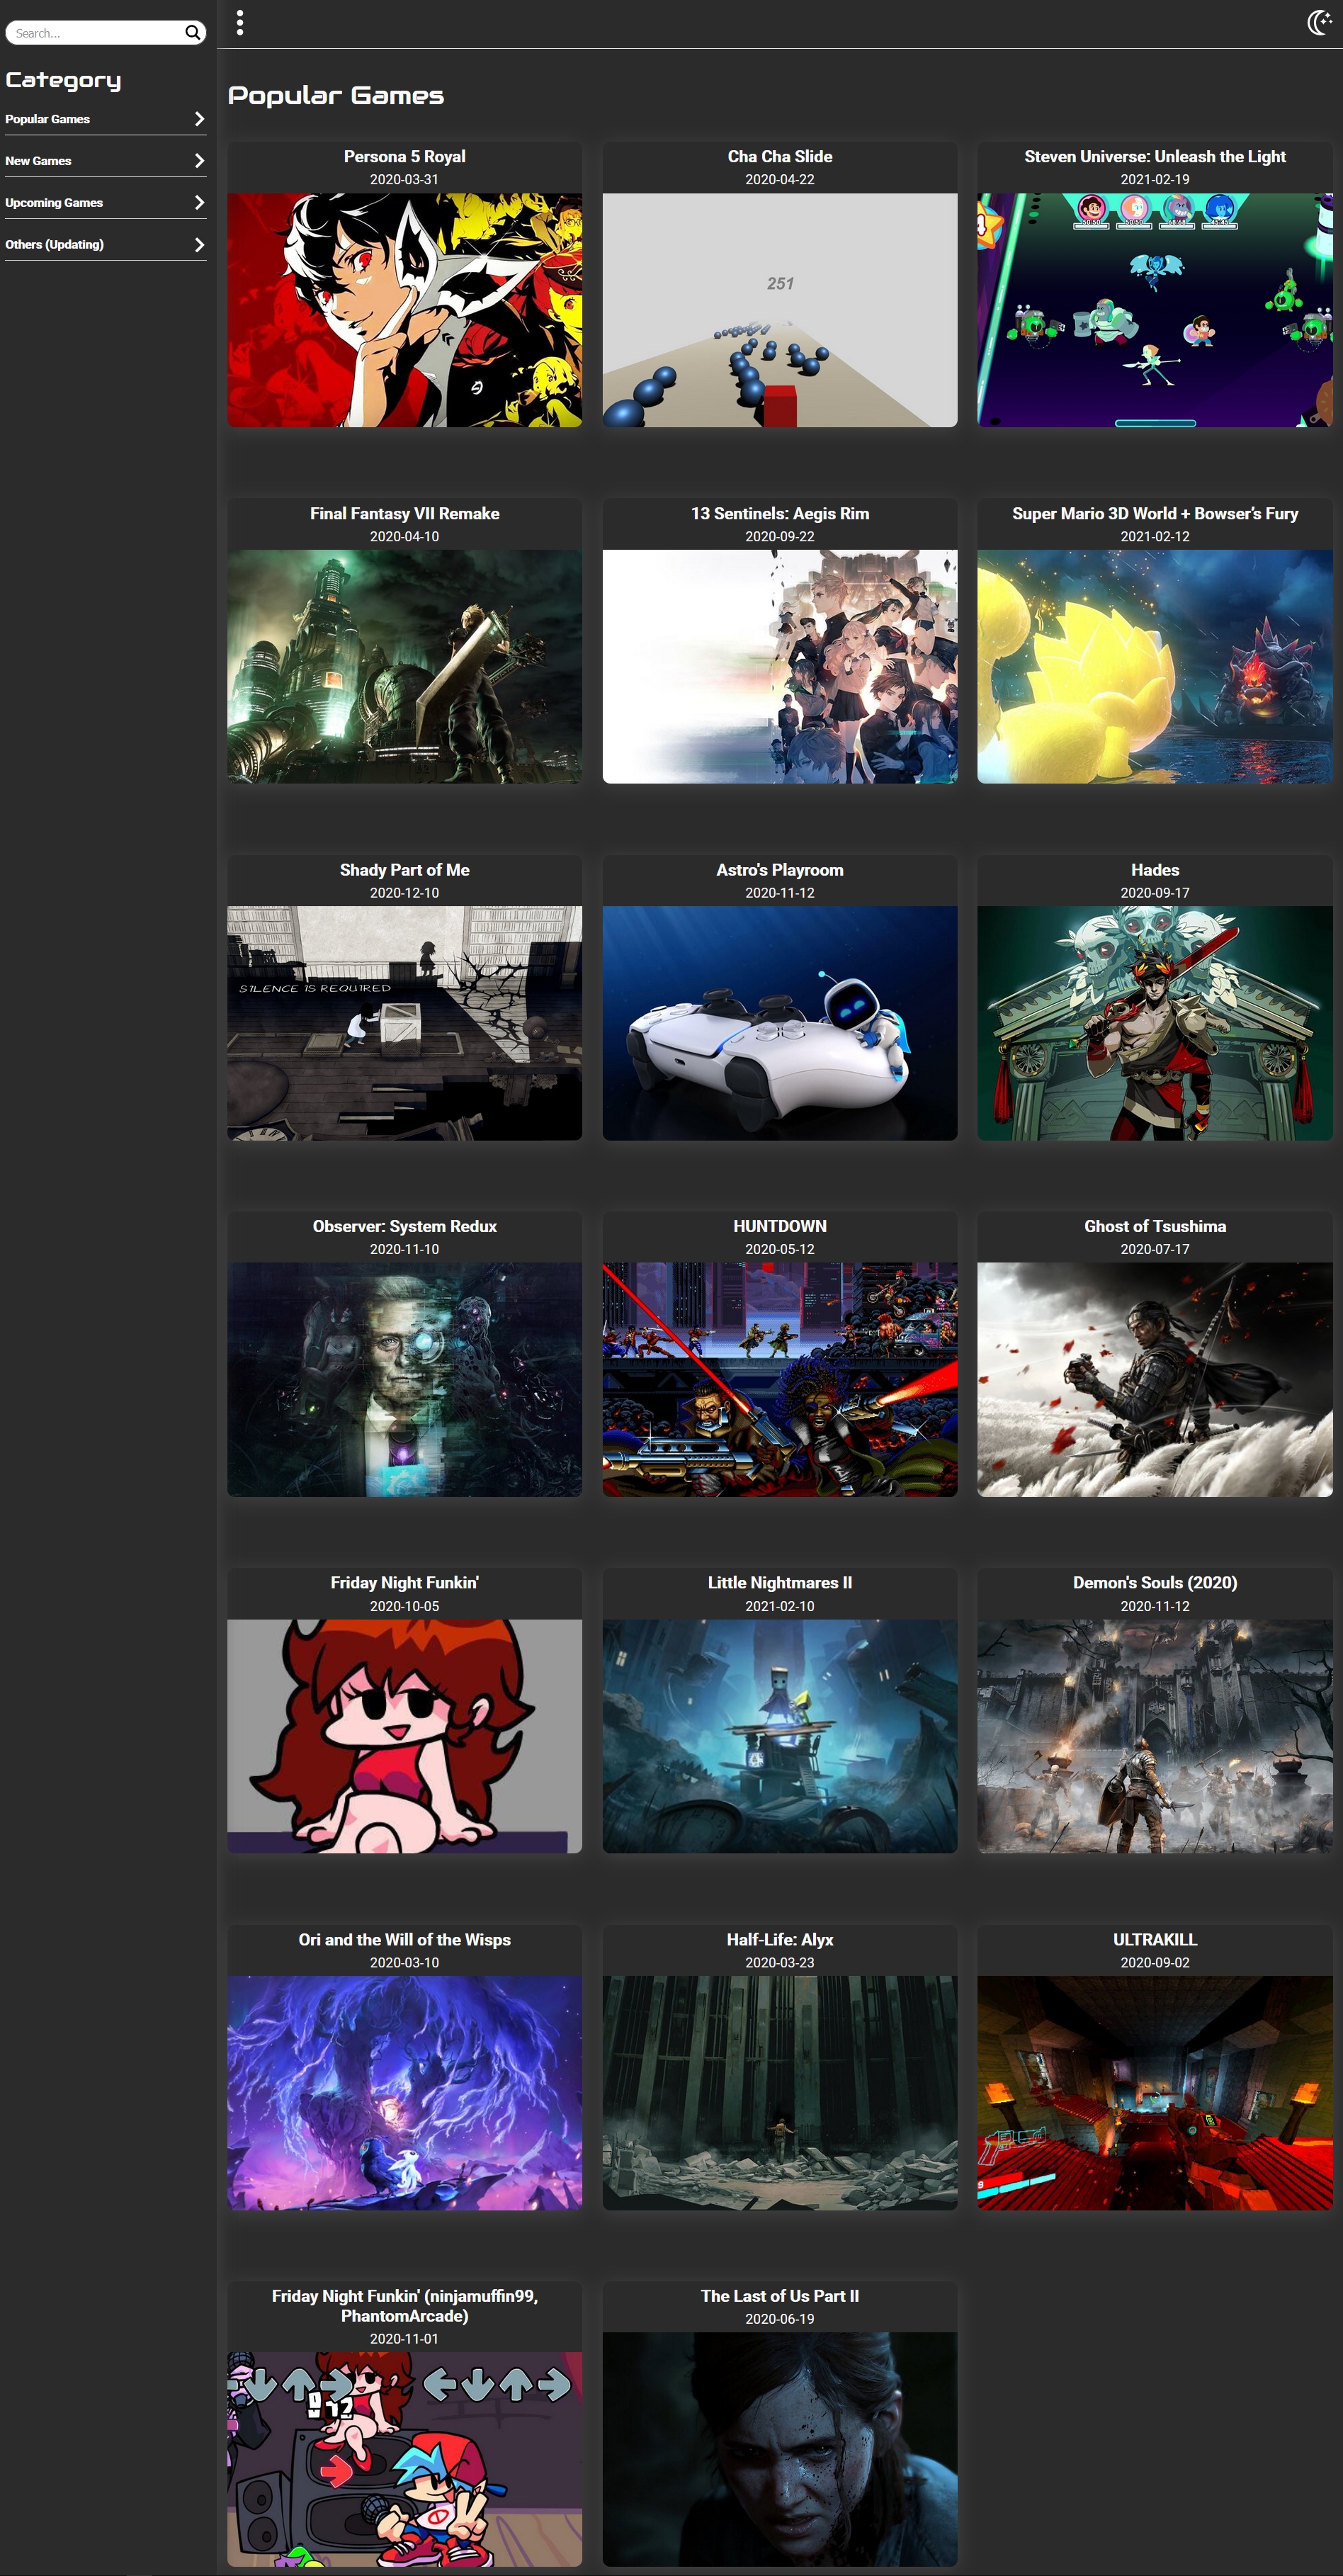 Search...
Category
Popular Games
New Games
Upcoming Games
Others (Updating)
Popular Games
Persona 5 Royal
2020-03-31
Cha Cha Slide
2020-04-22
251
Steven Universe: Unleash the Light
2021-02-19
Final Fantasy VII Remake
2020-04-10
13 Sentinels: Aegis Rim
2020-09-22
Super Mario 3D World + Bowser’s Fury
2021-02-12
Shady Part of Me
2020-12-10
SILENCE IS REQUIRED
Astro's Playroom
2020-11-12
Hades
2020-09-17
Observer: System Redux
2020-11-10
HUNTDOWN
2020-05-12
Ghost of Tsushima
2020-07-17
Friday Night Funkin'
2020-10-05
Little Nightmares II
2021-02-10
Demon's Souls (2020)
2020-11-12
Ori and the Will of the Wisps
2020-03-10
Half-Life: Alyx
2020-03-23
ULTRAKILL
2020-09-02
Friday Night Funkin' (ninjamuffin99,
PhantomArcade)
2020-11-01
The Last of Us Part II
2020-06-19